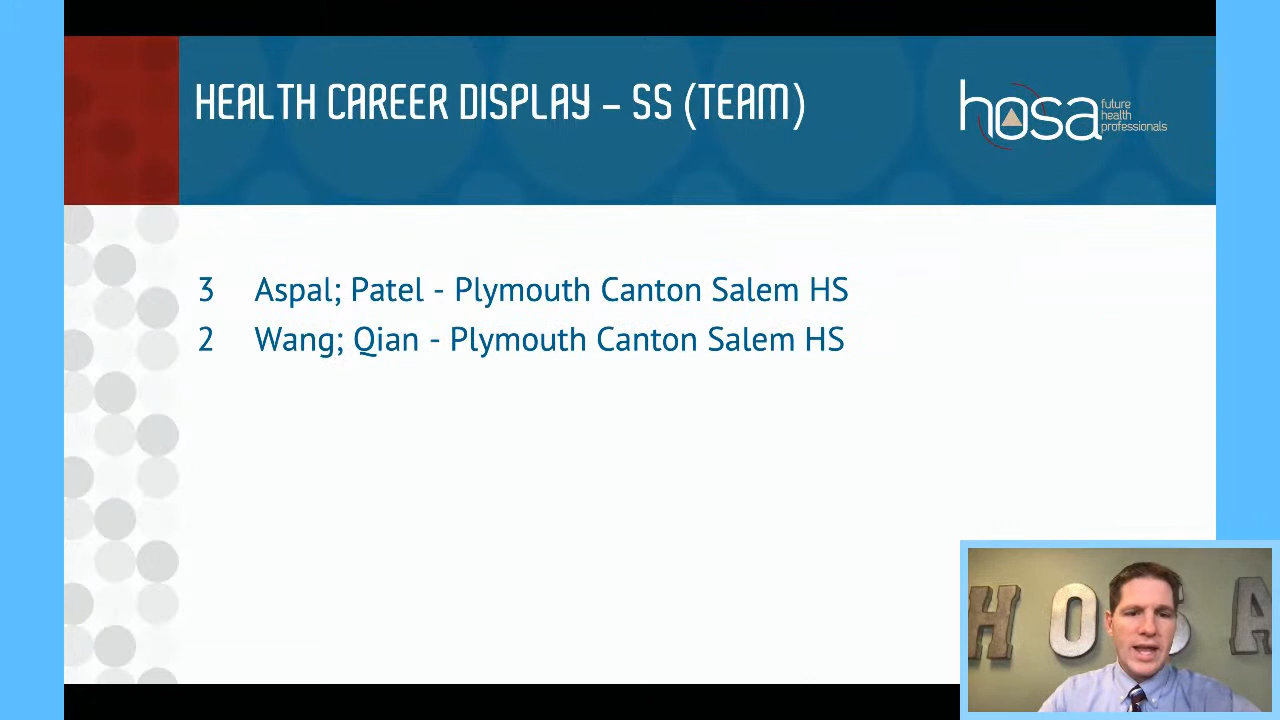 HEALTH CAREER DISPLAY – SS (TEAM)
hosa
future
health
professionals
3 Aspal; Patel - Plymouth Canton Salem HS
2 Wang; Qian - Plymouth Canton Salem HS
HOSA